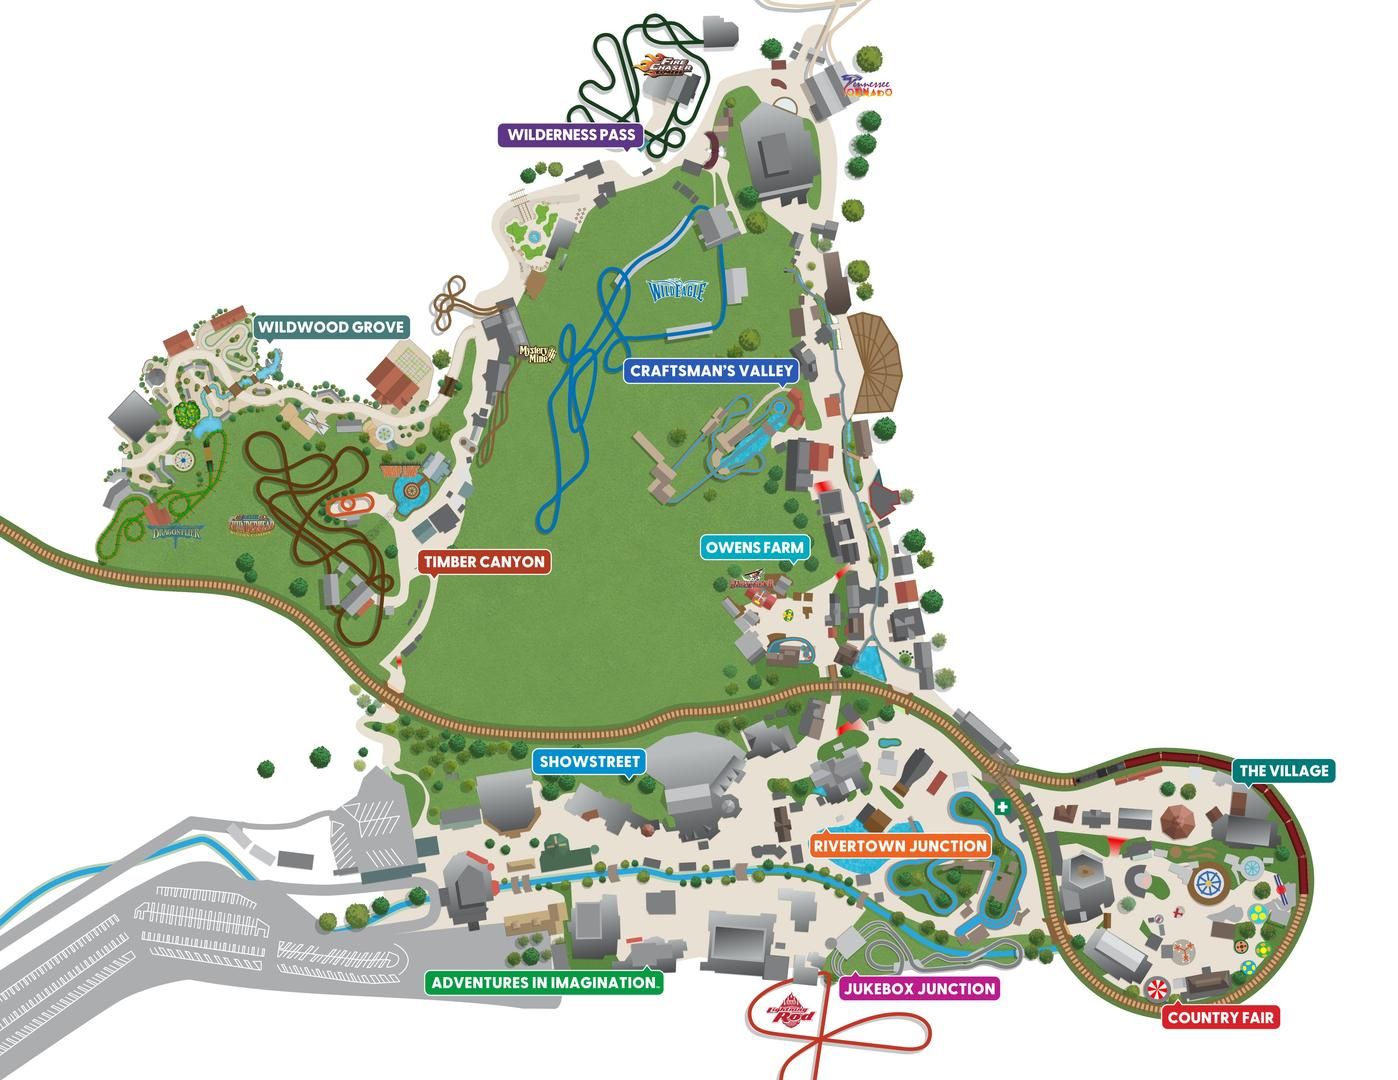 FIRE
CHASER
EXPRESS
Tennessee
TORNADO
WILDERNESS PASS
WILD EAGLE
WILDWOOD GROVE
Mystery
Mine
CRAFTSMAN'S VALLEY
DRAGONFLIER
THUNDERHEAD
OWENS FARM
TIMBER CANYON
SHOWSTREET
THE VILLAGE
RIVERTOWN JUNCTION
ADVENTURES IN IMAGINATION.
JUKEBOX JUNCTION
Lightning
Rod
COUNTRY FAIR